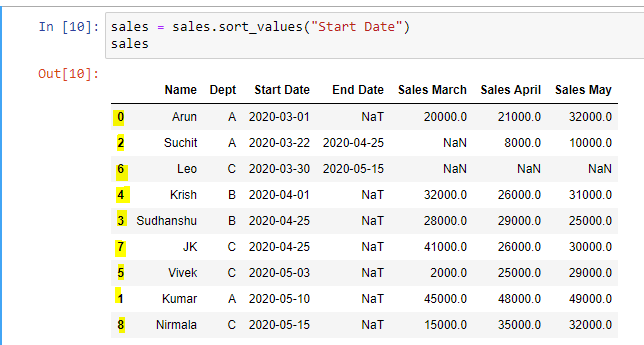 In [10]: sales = sales.sort_values("Start Date")
sales
Out[10]:
Name Dept Start Date End Date Sales March Sales April Sales May
0 Arun A 2020-03-01 NaT 20000.0 21000.0 32000.0
2 Suchit A 2020-03-22 2020-04-25 NaN 8000.0 10000.0
6 Leo C 2020-03-30 2020-05-15 NaN NaN NaN
4 Krish B 2020-04-01 NaT 32000.0 26000.0 31000.0
3 Sudhanshu B 2020-04-25 NaT 28000.0 29000.0 25000.0
7 JK C 2020-04-25 NaT 41000.0 26000.0 30000.0
5 Vivek C 2020-05-03 NaT 2000.0 25000.0 29000.0
1 Kumar A 2020-05-10 NaT 45000.0 48000.0 49000.0
8 Nirmala C 2020-05-15 NaT 15000.0 35000.0 32000.0